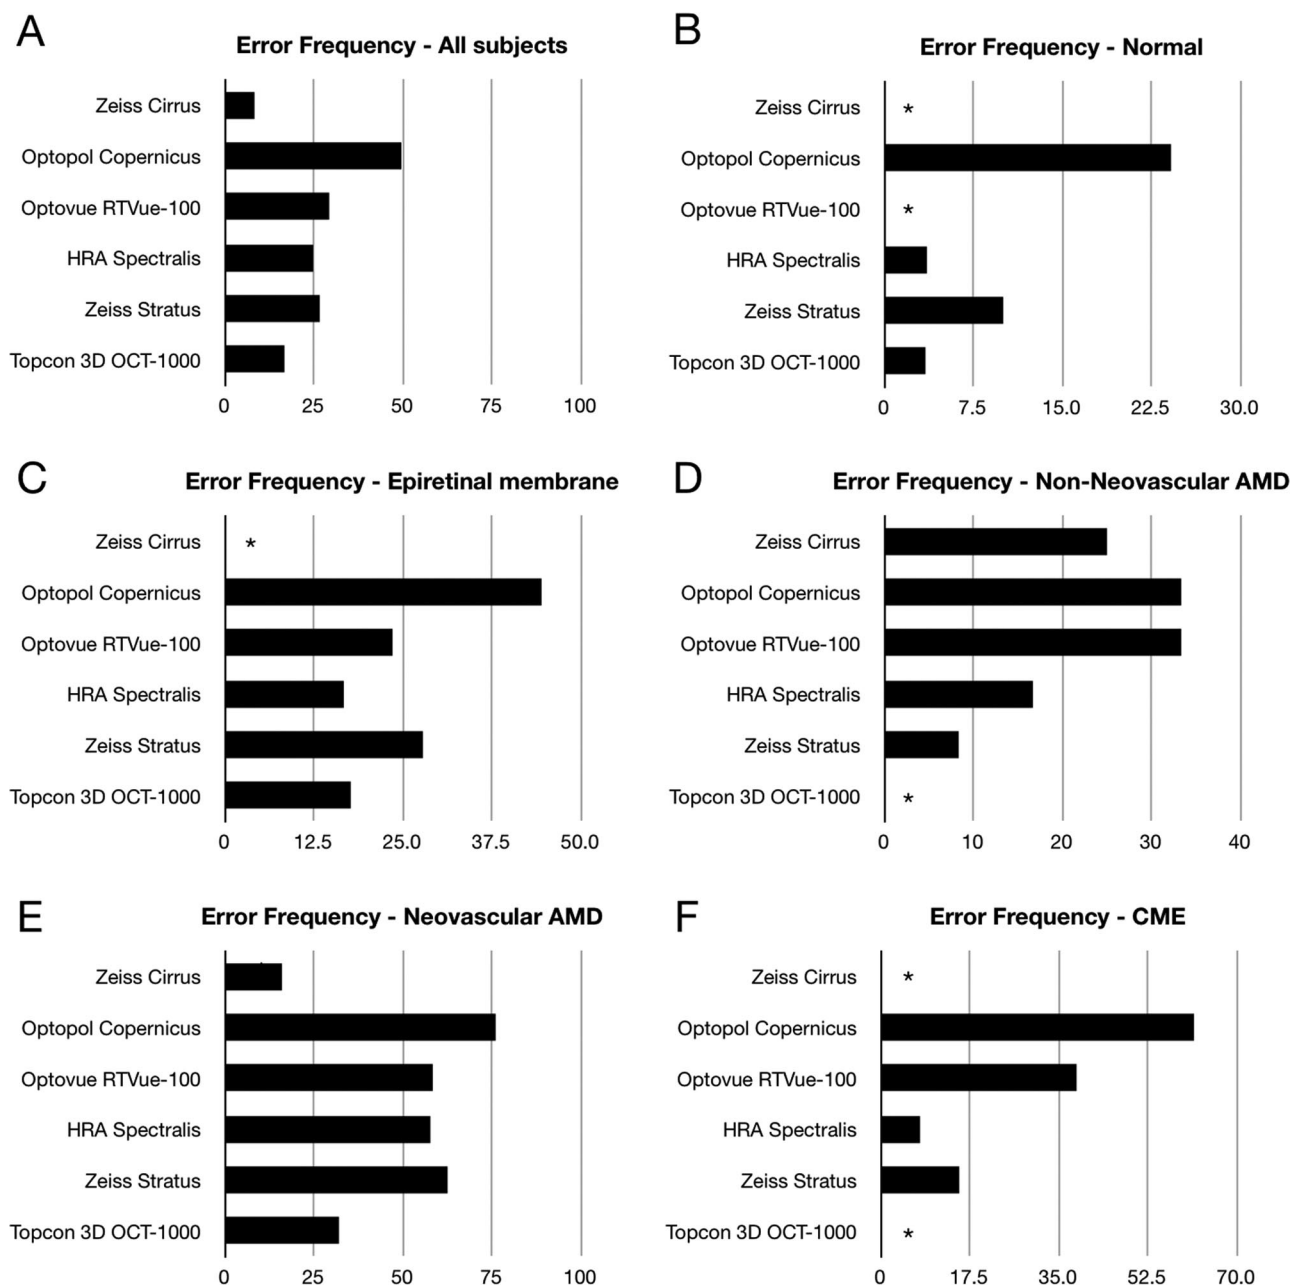 A
Error Frequency - All subjects
Zeiss Cirrus
Optopol Copernicus
Optovue RTVue-100
HRA Spectralis
Zeiss Stratus
Topcon 3D OCT-1000
0 25 50 75 100
B
Error Frequency - Normal
Zeiss Cirrus *
Optopol Copernicus
Optovue RTVue-100 *
HRA Spectralis
Zeiss Stratus
Topcon 3D OCT-1000
0 7.5 15.0 22.5 30.0
C
Error Frequency - Epiretinal membrane
Zeiss Cirrus *
Optopol Copernicus
Optovue RTVue-100
HRA Spectralis
Zeiss Stratus
Topcon 3D OCT-1000
0 12.5 25.0 37.5 50.0
D
Error Frequency - Non-Neovascular AMD
Zeiss Cirrus
Optopol Copernicus
Optovue RTVue-100
HRA Spectralis
Zeiss Stratus
Topcon 3D OCT-1000 *
0 10 20 30 40
E
Error Frequency - Neovascular AMD
Zeiss Cirrus
Optopol Copernicus
Optovue RTVue-100
HRA Spectralis
Zeiss Stratus
Topcon 3D OCT-1000
0 25 50 75 100
F
Error Frequency - CME
Zeiss Cirrus *
Optopol Copernicus
Optovue RTVue-100
HRA Spectralis
Zeiss Stratus
Topcon 3D OCT-1000 *
0 17.5 35.0 52.5 70.0